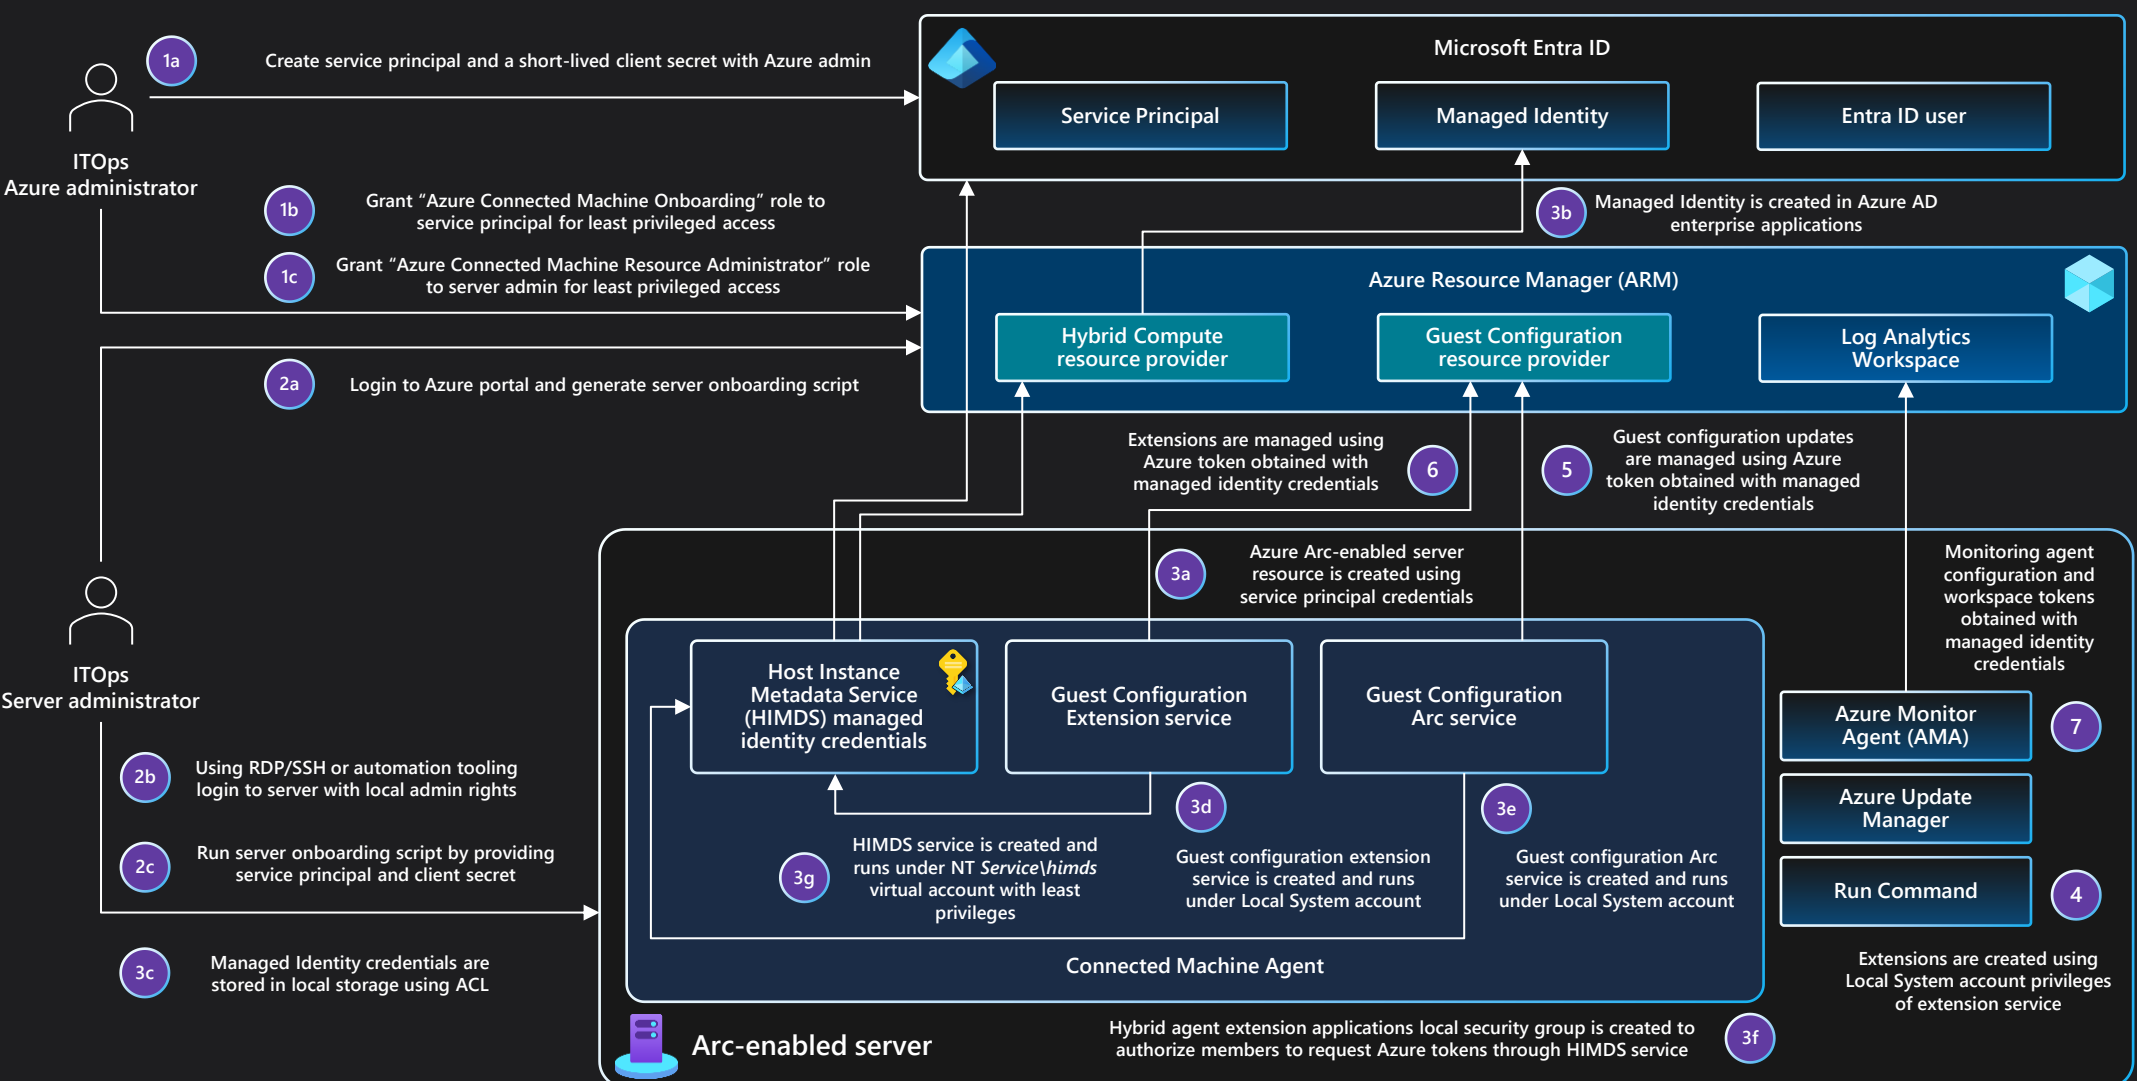 1a
Create service principal and a short-lived client secret with Azure admin
ITOps
Azure administrator
Microsoft Entra ID
Service Principal
Managed Identity
Entra ID user
1b
Grant “Azure Connected Machine Onboarding” role to
service principal for least privileged access
1c
Grant “Azure Connected Machine Resource Administrator” role
to server admin for least privileged access
3b
Managed Identity is created in Azure AD
enterprise applications
Azure Resource Manager (ARM)
Hybrid Compute
resource provider
Guest Configuration
resource provider
Log Analytics
Workspace
2a
Login to Azure portal and generate server onboarding script
Extensions are managed using
Azure token obtained with
managed identity credentials
6
5
Guest configuration updates
are managed using Azure
token obtained with managed
identity credentials
3a
Azure Arc-enabled server
resource is created using
service principal credentials
Monitoring agent
configuration and
workspace tokens
obtained with
managed identity
credentials
ITOps
Server administrator
Host Instance
Metadata Service
(HIMDS) managed
identity credentials
Guest Configuration
Extension service
Guest Configuration
Arc service
Azure Monitor
Agent (AMA)
7
Azure Update
Manager
Run Command
4
Extensions are created using
Local System account privileges
of extension service
2b
Using RDP/SSH or automation tooling
login to server with local admin rights
2c
Run server onboarding script by providing
service principal and client secret
3c
Managed Identity credentials are
stored in local storage using ACL
3g
HIMDS service is created and
runs under NT Service\himds
virtual account with least
privileges
3d
Guest configuration extension
service is created and runs
under Local System account
3e
Guest configuration Arc
service is created and runs
under Local System account
Connected Machine Agent
Arc-enabled server
Hybrid agent extension applications local security group is created to
authorize members to request Azure tokens through HIMDS service
3f